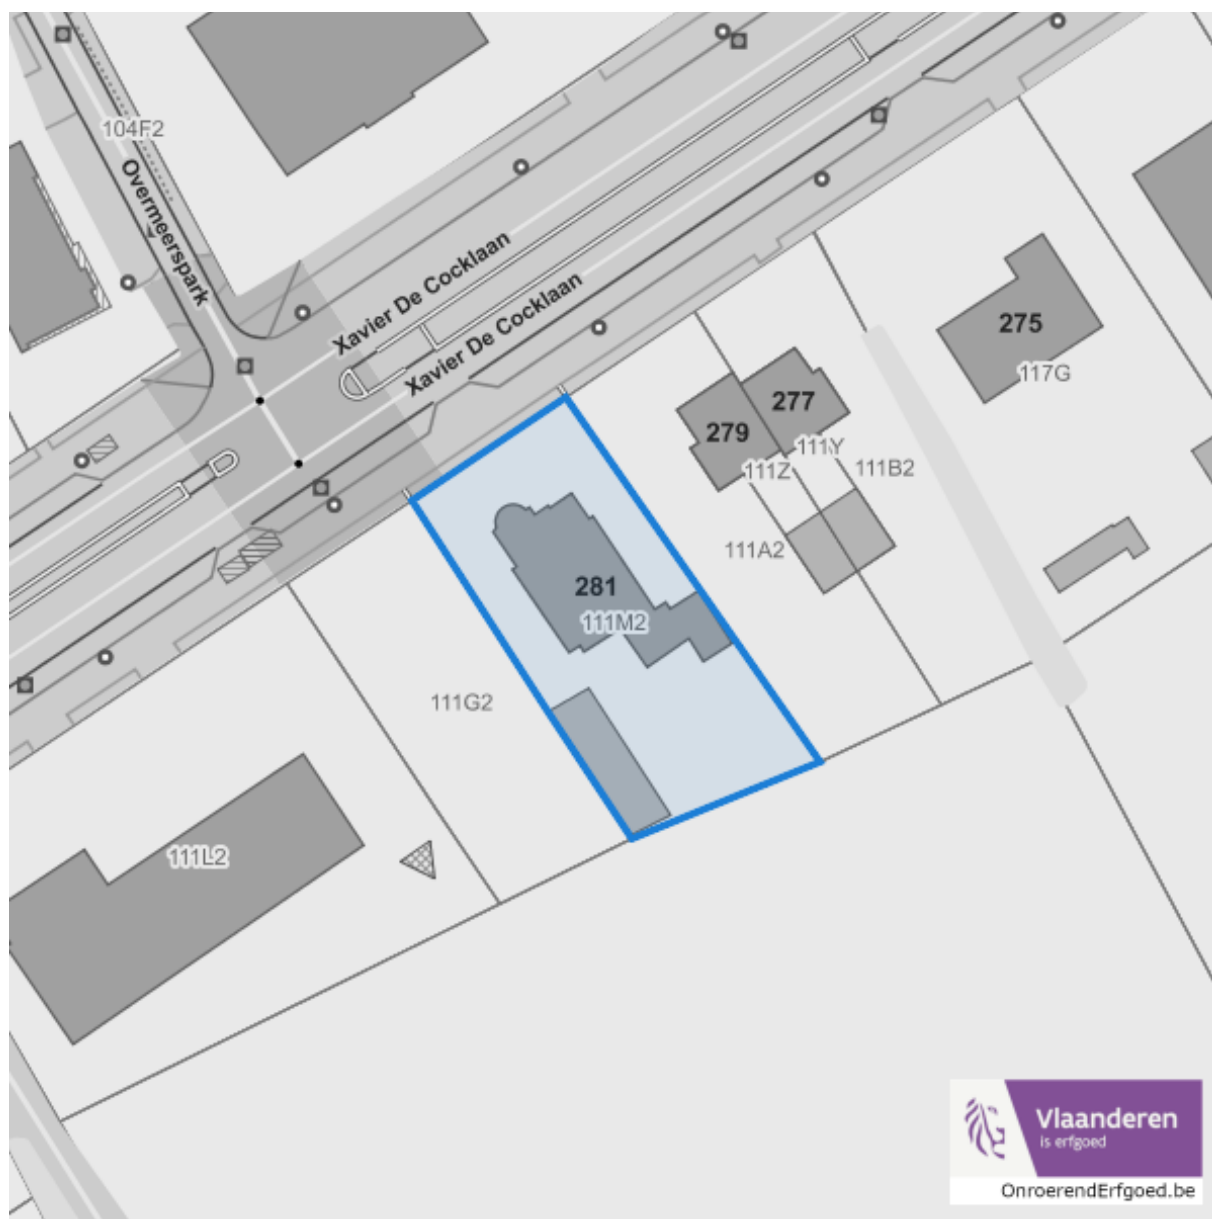 104F2
Overmeerspark
Xavier De Cocklaan
Xavier De Cocklaan
275
117G
277
279
111Y
111Z
111B2
111A2
281
111M2
111G2
111L2
Vlaanderen
is erfgoed
OnroerendErfgoed.be